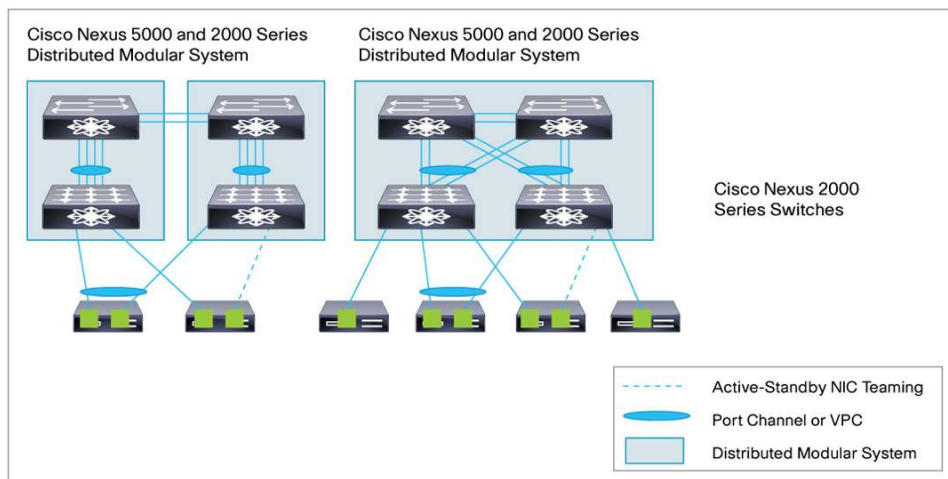 Cisco Nexus 5000 and 2000 Series
Distributed Modular System
Cisco Nexus 5000 and 2000 Series
Distributed Modular System
Cisco Nexus 2000
Series Switches
Active-Standby NIC Teaming
Port Channel or VPC
Distributed Modular System